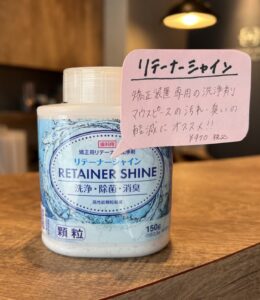 リテーナーシャイン
矯正装置専用の洗浄剤
マウスピースの汚れ・臭いの
軽減にオススメ!!
歯科用
矯正用リテーナー洗浄剤
リテーナーシャイン
RETAINER SHINE
洗浄・除菌・消臭
顆粒
150g